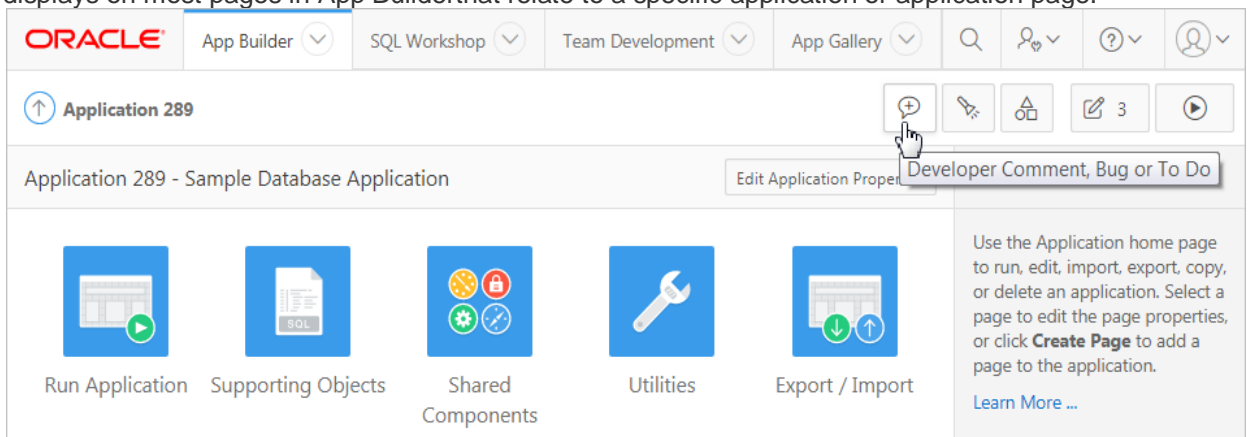 displays on most pages in App Builderthat relate to a specific application or application page.
ORACLE App Builder SQL Workshop Team Development App Gallery
Application 289
3
Developer Comment, Bug or To Do
Application 289 - Sample Database Application
Edit Application Proper
Use the Application home page
to run, edit, import, export, copy,
or delete an application. Select a
page to edit the page properties,
or click Create Page to add a
page to the application.
Learn More ...
SQL
Run Application
Supporting Objects
Shared
Components
Utilities
Export / Import